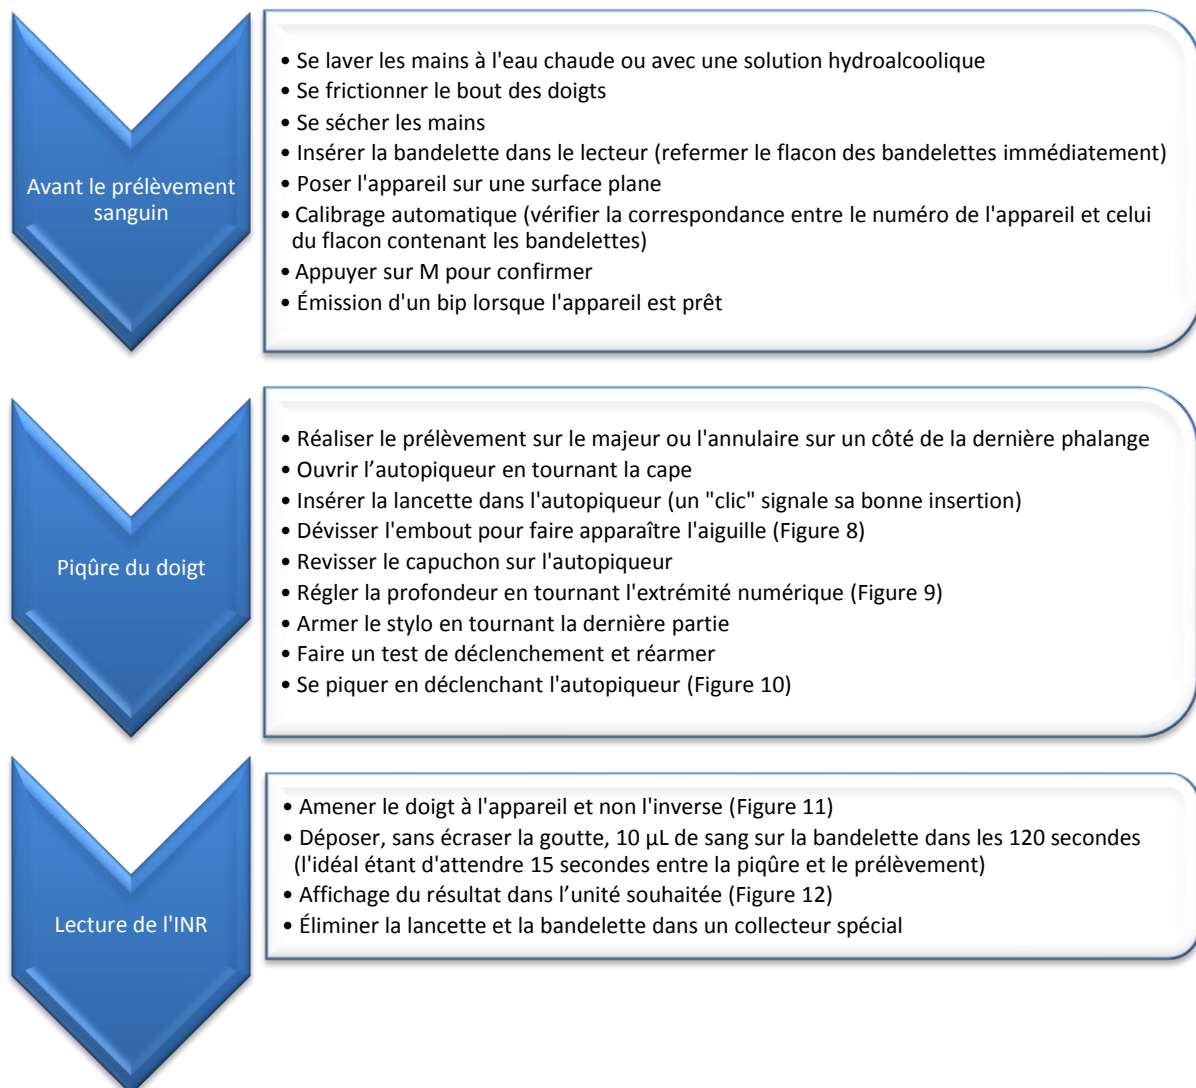 Avant le prélèvement
sanguin
• Se laver les mains à l'eau chaude ou avec une solution hydroalcoolique
• Se frictionner le bout des doigts
• Se sécher les mains
• Insérer la bandelette dans le lecteur (refermer le flacon des bandelettes immédiatement)
• Poser l'appareil sur une surface plane
• Calibrage automatique (vérifier la correspondance entre le numéro de l'appareil et celui
du flacon contenant les bandelettes)
• Appuyer sur M pour confirmer
• Émission d'un bip lorsque l'appareil est prêt
Piqûre du doigt
• Réaliser le prélèvement sur le majeur ou l'annulaire sur un côté de la dernière phalange
• Ouvrir l’autopiqueur en tournant la cape
• Insérer la lancette dans l'autopiqueur (un "clic" signale sa bonne insertion)
• Dévisser l'embout pour faire apparaître l'aiguille (Figure 8)
• Revisser le capuchon sur l'autopiqueur
• Régler la profondeur en tournant l'extrémité numérique (Figure 9)
• Armer le stylo en tournant la dernière partie
• Faire un test de déclenchement et réarmer
• Se piquer en déclenchant l'autopiqueur (Figure 10)
Lecture de l'INR
• Amener le doigt à l'appareil et non l'inverse (Figure 11)
• Déposer, sans écraser la goutte, 10 µL de sang sur la bandelette dans les 120 secondes
(l'idéal étant d'attendre 15 secondes entre la piqûre et le prélèvement)
• Affichage du résultat dans l’unité souhaitée (Figure 12)
• Éliminer la lancette et la bandelette dans un collecteur spécial